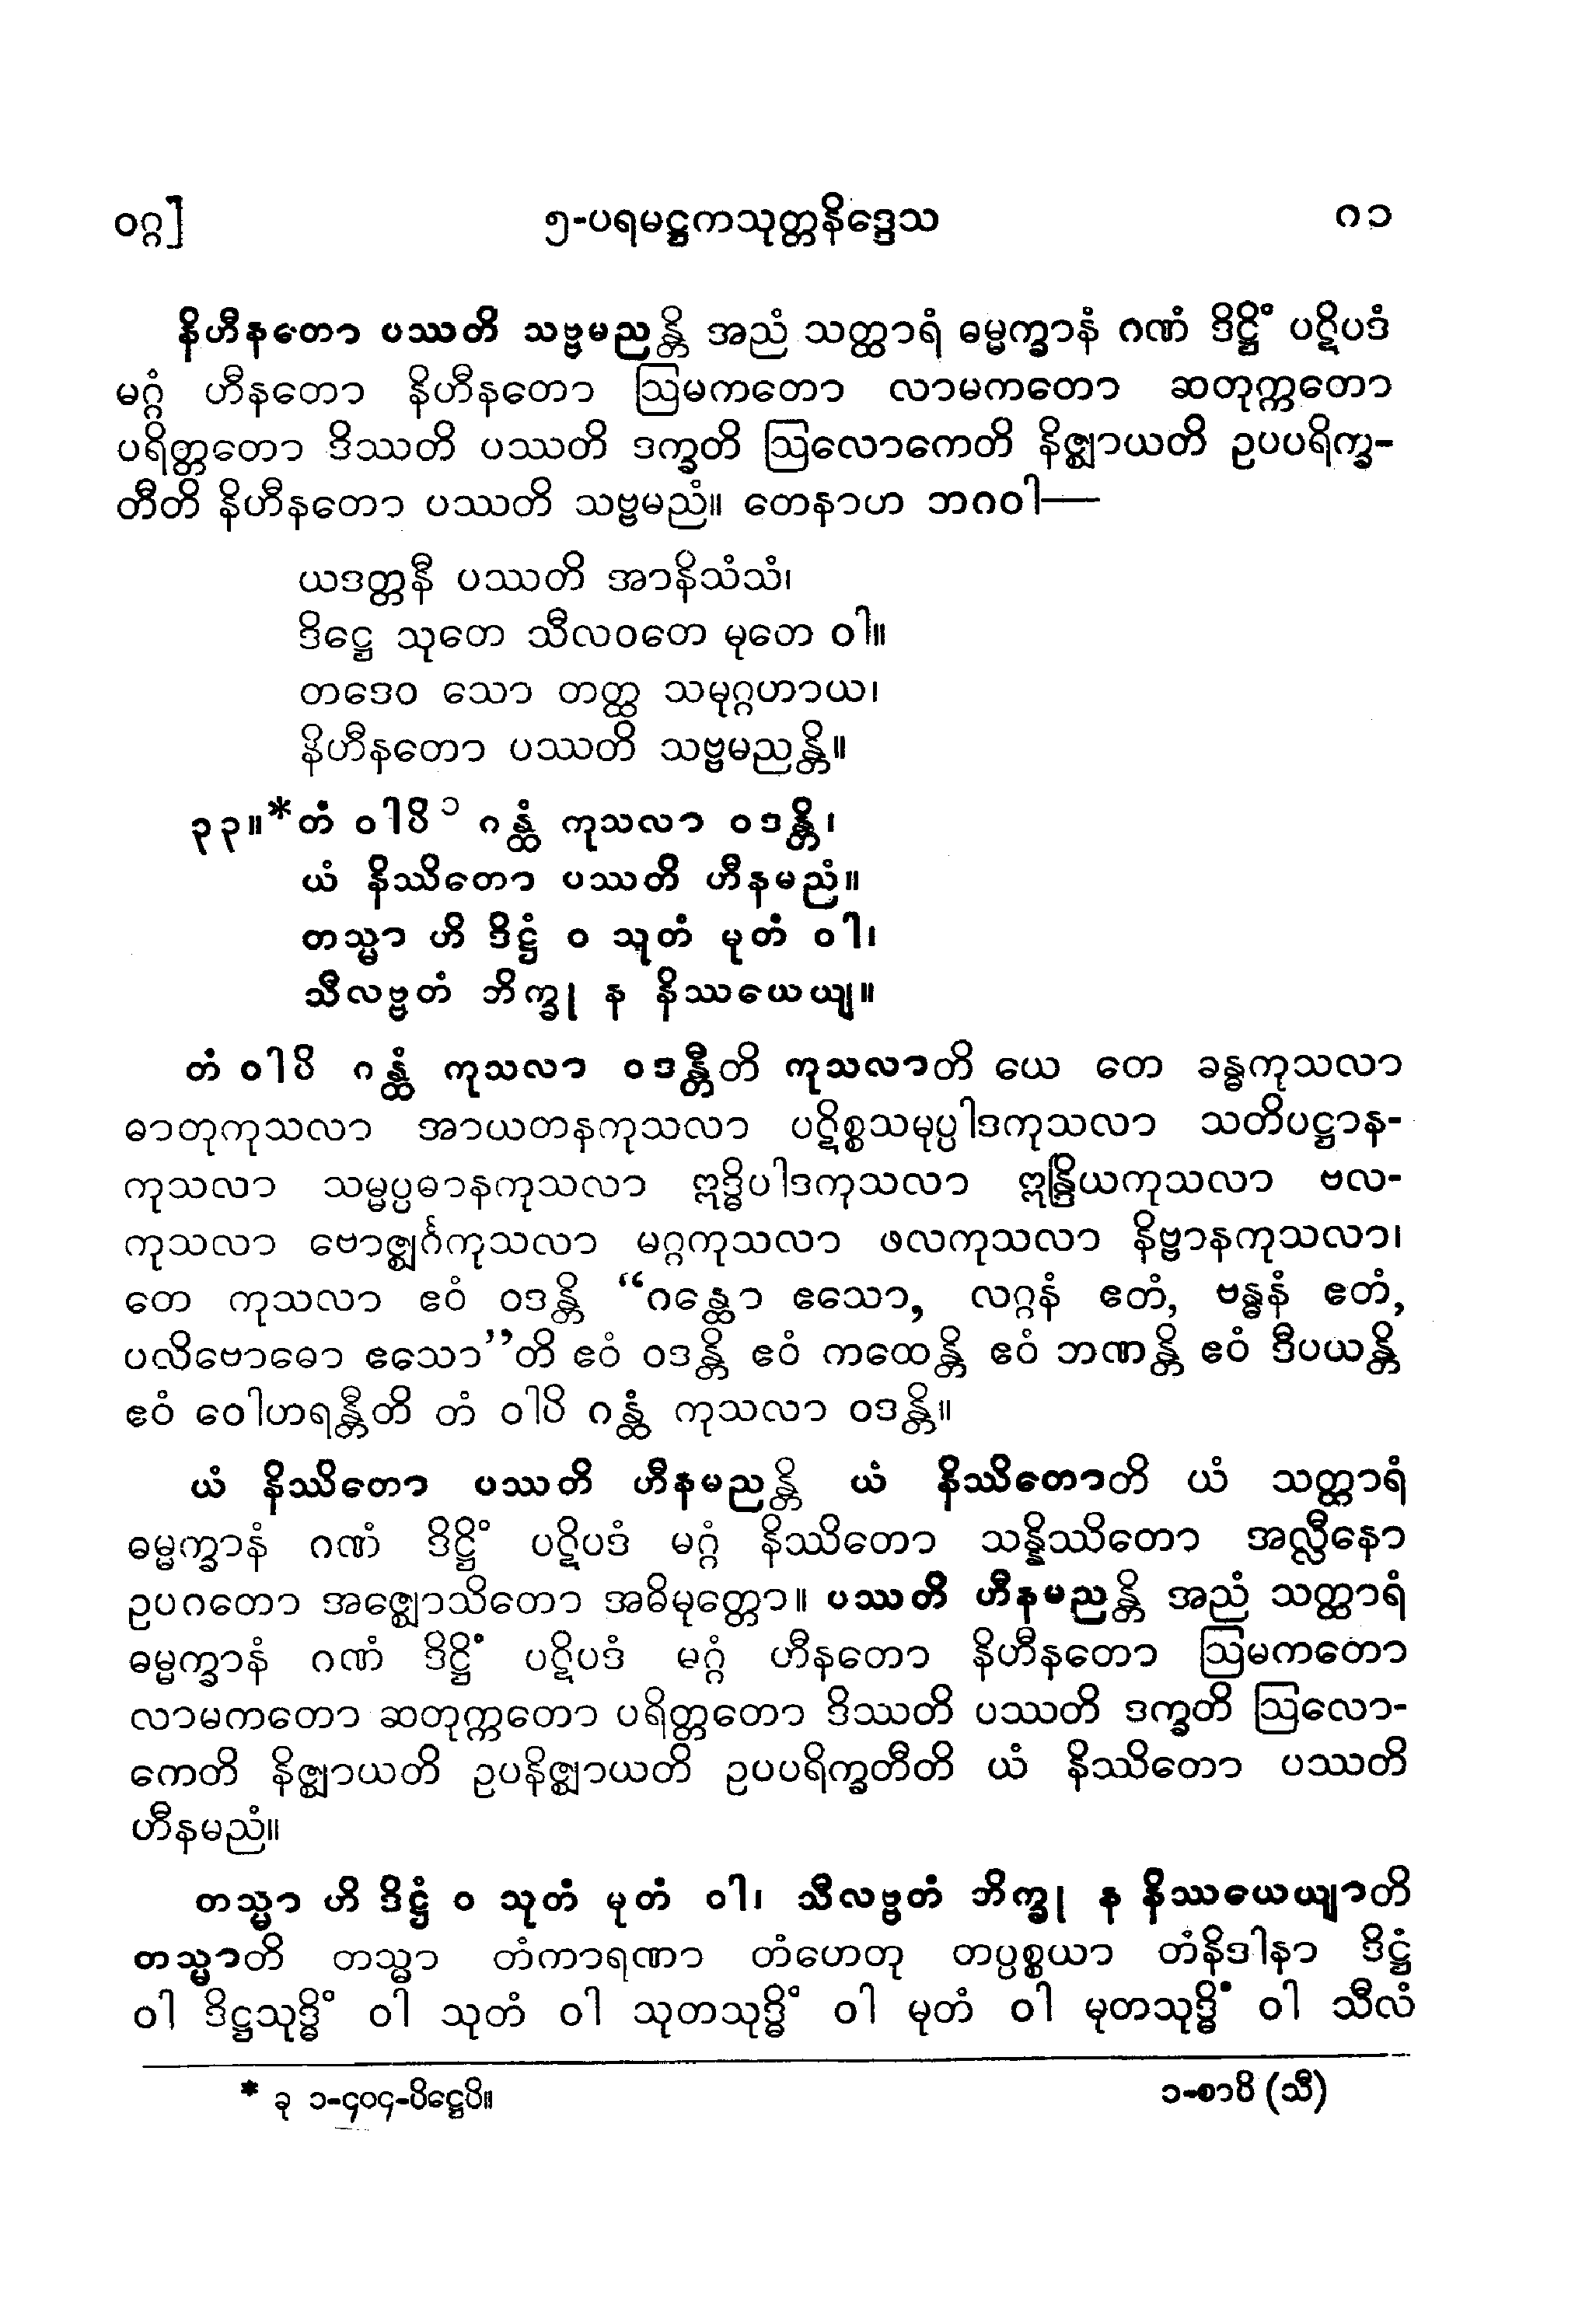 ဝဂ္ဂ] ၅-ပရမဋ္ဌကသုတ္တနိဒ္ဒေသ ဂ၁
နိဟီနတော ပဿတိ သဗ္ဗမညန္တိ အညံ သတ္ထာရံ ဓမ္မက္ခာနံ ဂဏံ ဒိဋ္ဌိံ ပဋိပဒံ
မဂ္ဂံ ဟီနတော နိဟီနတော ဩမကတော လာမကတော ဆတုက္ကတော
ပရိတ္တတော ဒိဿတိ ပဿတိ ဒက္ခတိ ဩလောကေတိ နိဇ္ဈာယတိ ဥပပရိက္ခ-
တီတိ နိဟီနတော ပဿတိ သဗ္ဗမညံ။ တေနာဟ ဘဂဝါ—
ယဒတ္တနီ ပဿတိ အာနိသံသံ၊
ဒိဋ္ဌေ သုတေ သီလဝတေ မုတေ ဝါ။
တဒေဝ သော တတ္ထ သမုဂ္ဂဟာယ၊
နိဟီနတော ပဿတိ သဗ္ဗမညန္တိ။
၃၃။*တံ ဝါပိ ၁ ဂန္ထံ ကုသလာ ဝဒန္တိ၊
ယံ နိဿိတော ပဿတိ ဟီနမညံ။
တသ္မာ ဟိ ဒိဋ္ဌံ ဝ သုတံ မုတံ ဝါ၊
သီလဗ္ဗတံ ဘိက္ခု န နိဿယေယျ။
တံ ဝါပိ ဂန္ထံ ကုသလာ ဝဒန္တီတိ ကုသလာတိ ယေ တေ ခန္ဓကုသလာ
ဓာတုကုသလာ အာယတနကုသလာ ပဋိစ္စသမုပ္ပါဒကုသလာ သတိပဋ္ဌာန-
ကုသလာ သမ္မပ္ပဓာနကုသလာ ဣဒ္ဓိပါဒကုသလာ ဣန္ဒြိယကုသလာ ဗလ-
ကုသလာ ဗောဇ္ဈင်္ဂကုသလာ မဂ္ဂကုသလာ ဖလကုသလာ နိဗ္ဗာနကုသလာ၊
တေ ကုသလာ ဧဝံ ဝဒန္တိ “ဂန္ထော ဧသော, လဂ္ဂနံ ဧတံ, ဗန္ဓနံ ဧတံ,
ပလိဗောဓော ဧသော”တိ ဧဝံ ဝဒန္တိ ဧဝံ ကထေန္တိ ဧဝံ ဘဏန္တိ ဧဝံ ဒီပယန္တိ
ဧဝံ ဝေါဟရန္တီတိ တံ ဝါပိ ဂန္ထံ ကုသလာ ဝဒန္တိ။
ယံ နိဿိတော ပဿတိ ဟီနမညန္တိ ယံ နိဿိတောတိ ယံ သတ္ထာရံ
ဓမ္မက္ခာနံ ဂဏံ ဒိဋ္ဌိံ ပဋိပဒံ မဂ္ဂံ နိဿိတော သန္နိဿိတော အလ္လီနော
ဥပဂတော အဇ္ဈောသိတော အဓိမုတ္တော။ ပဿတိ ဟီနမညန္တိ အညံ သတ္ထာရံ
ဓမ္မက္ခာနံ ဂဏံ ဒိဋ္ဌိံ ပဋိပဒံ မဂ္ဂံ ဟီနတော နိဟီနတော ဩမကတော
လာမကတော ဆတုက္ကတော ပရိတ္တတော ဒိဿတိ ပဿတိ ဒက္ခတိ ဩလော-
ကေတိ နိဇ္ဈာယတိ ဥပနိဇ္ဈာယတိ ဥပပရိက္ခတီတိ ယံ နိဿိတော ပဿတိ
ဟီနမညံ။
တသ္မာ ဟိ ဒိဋ္ဌံ ဝ သုတံ မုတံ ဝါ၊ သီလဗ္ဗတံ ဘိက္ခု န နိဿယေယျာတိ
တသ္မာတိ တသ္မာ တံကာရဏာ တံဟေတု တပ္ပစ္စယာ တံနိဒါနာ ဒိဋ္ဌံ
ဝါ ဒိဋ္ဌသုဒ္ဓိံ ဝါ သုတံ ဝါ သုတသုဒ္ဓိံ ဝါ မုတံ ဝါ မုတသုဒ္ဓိံ ဝါ သီလံ
* ခု ၁-၄၀၄-ပိဋ္ဌေပိ။ ၁-စာပိ (သီ)